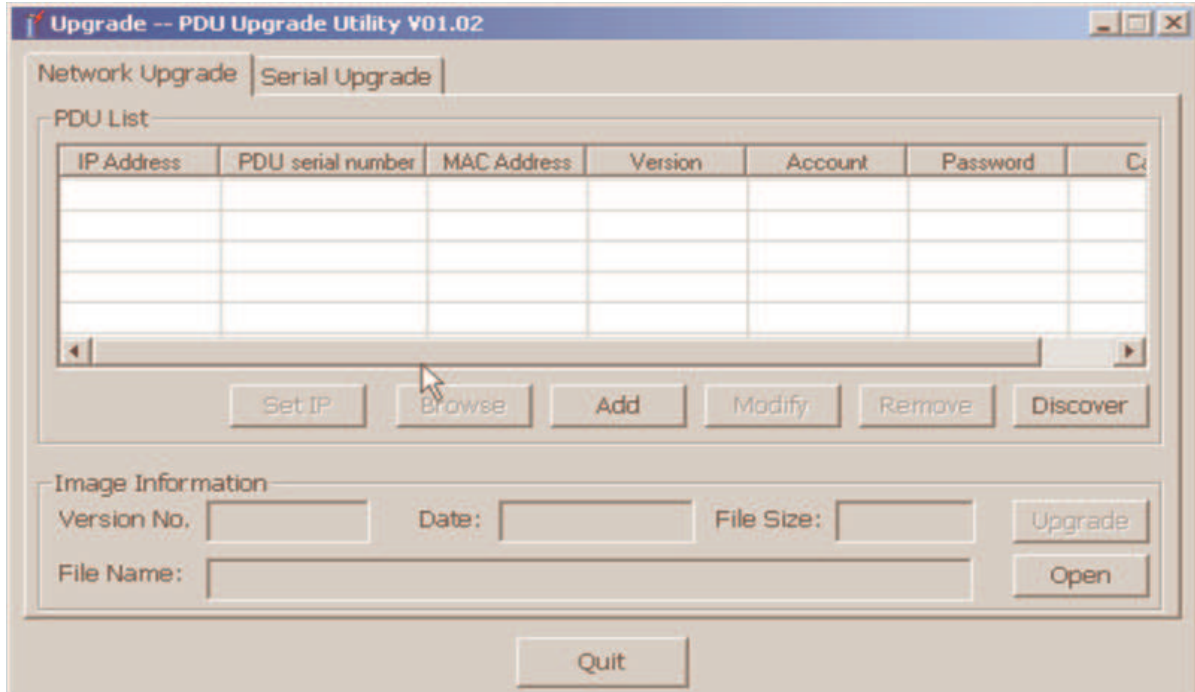 Upgrade -- PDU Upgrade Utility V01.02
Network Upgrade Serial Upgrade
PDU List
IP Address PDU serial number MAC Address Version Account Password
Set IP Browse Add Modify Remove Discover
Image Information
Version No. Date: File Size: Upgrade
File Name: Open
Quit